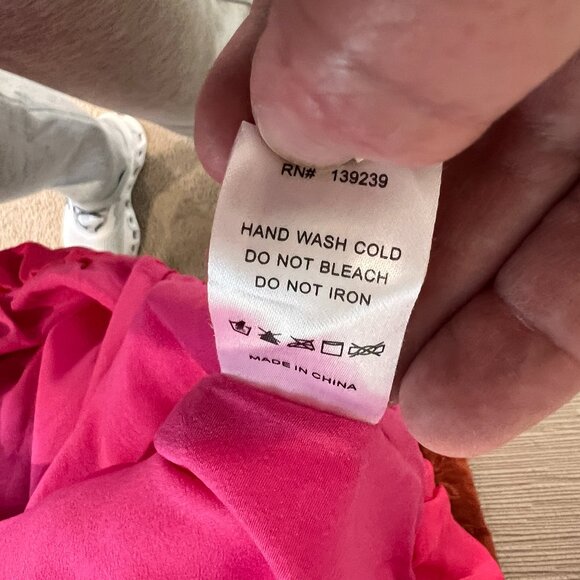 RN# 139239
HAND WASH COLD
DO NOT BLEACH
DO NOT IRON
MADE IN CHINA